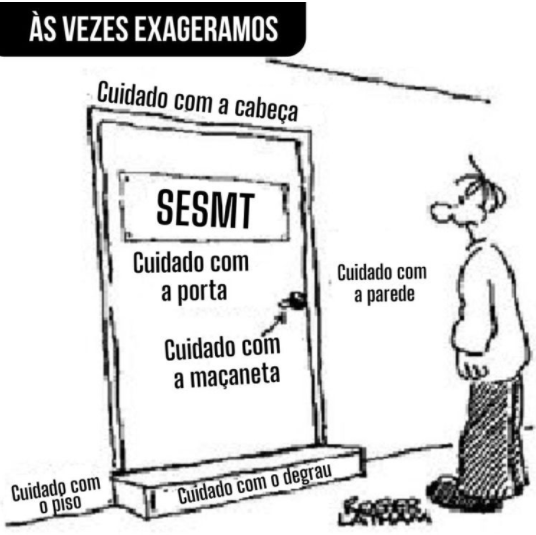 ÀS VEZES EXAGERAMOS
Cuidado com a cabeça
SESMT
Cuidado com
a porta
Cuidado com
a parede
Cuidado com
a maçaneta
Cuidado com
o piso
Cuidado com o degrau